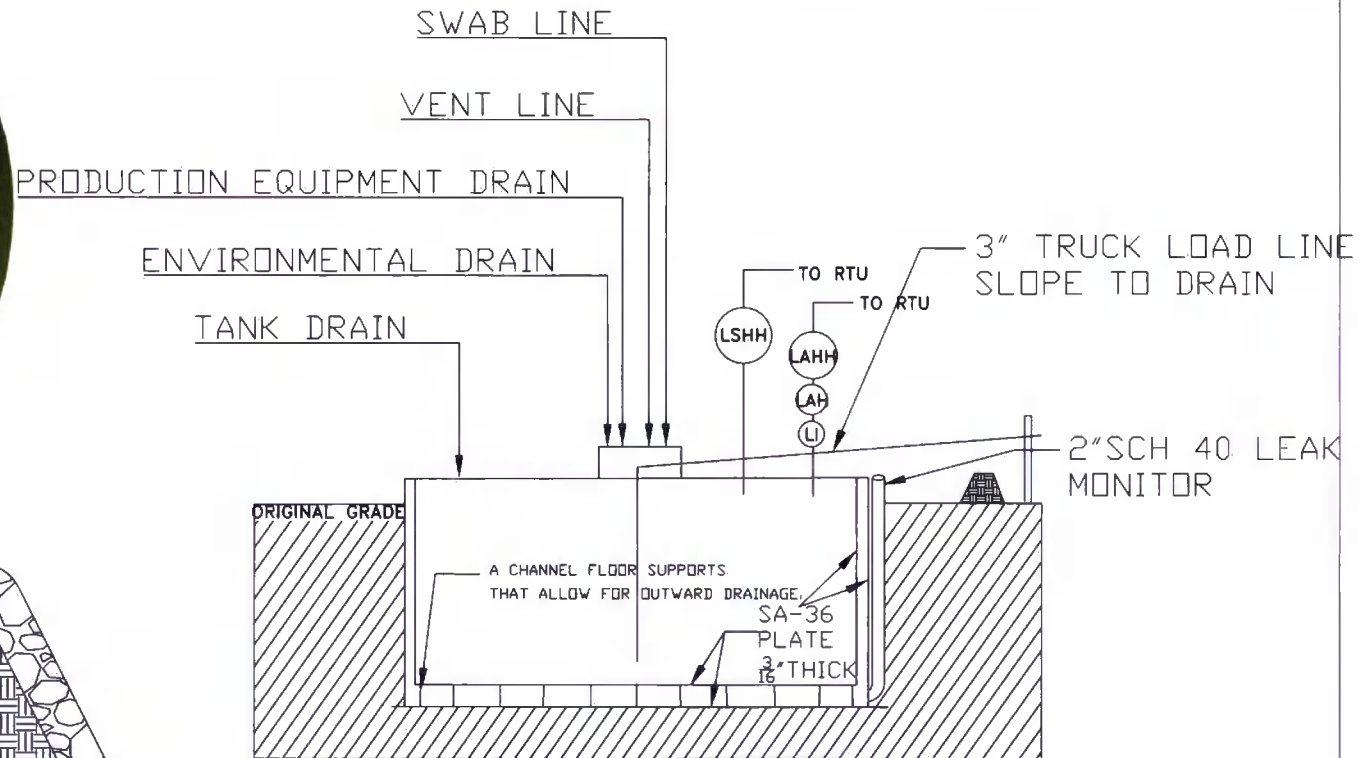 SWAB LINE
VENT LINE
PRODUCTION EQUIPMENT DRAIN
ENVIRONMENTAL DRAIN
TANK DRAIN
TO RTU
TO RTU
LSHH
LAHH
LAH
LI
3" TRUCK LOAD LINE
SLOPE TO DRAIN
2"SCH 40 LEAK
MONITOR
ORIGINAL GRADE
A CHANNEL FLOOR SUPPORTS
THAT ALLOW FOR OUTWARD DRAINAGE.
SA-36
PLATE
3/16" THICK